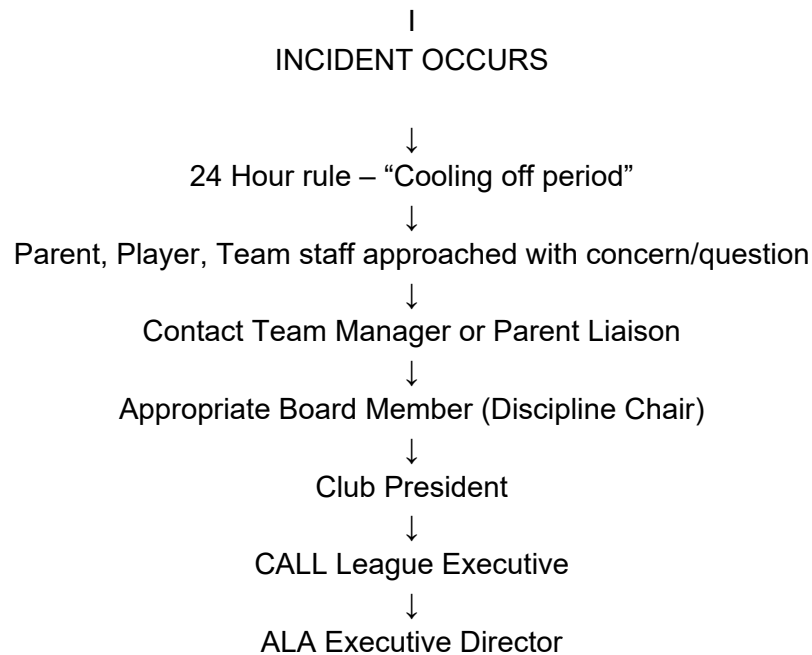 I
INCIDENT OCCURS
↓
24 Hour rule – “Cooling off period”
↓
Parent, Player, Team staff approached with concern/question
↓
Contact Team Manager or Parent Liaison
↓
Appropriate Board Member (Discipline Chair)
↓
Club President
↓
CALL League Executive
↓
ALA Executive Director